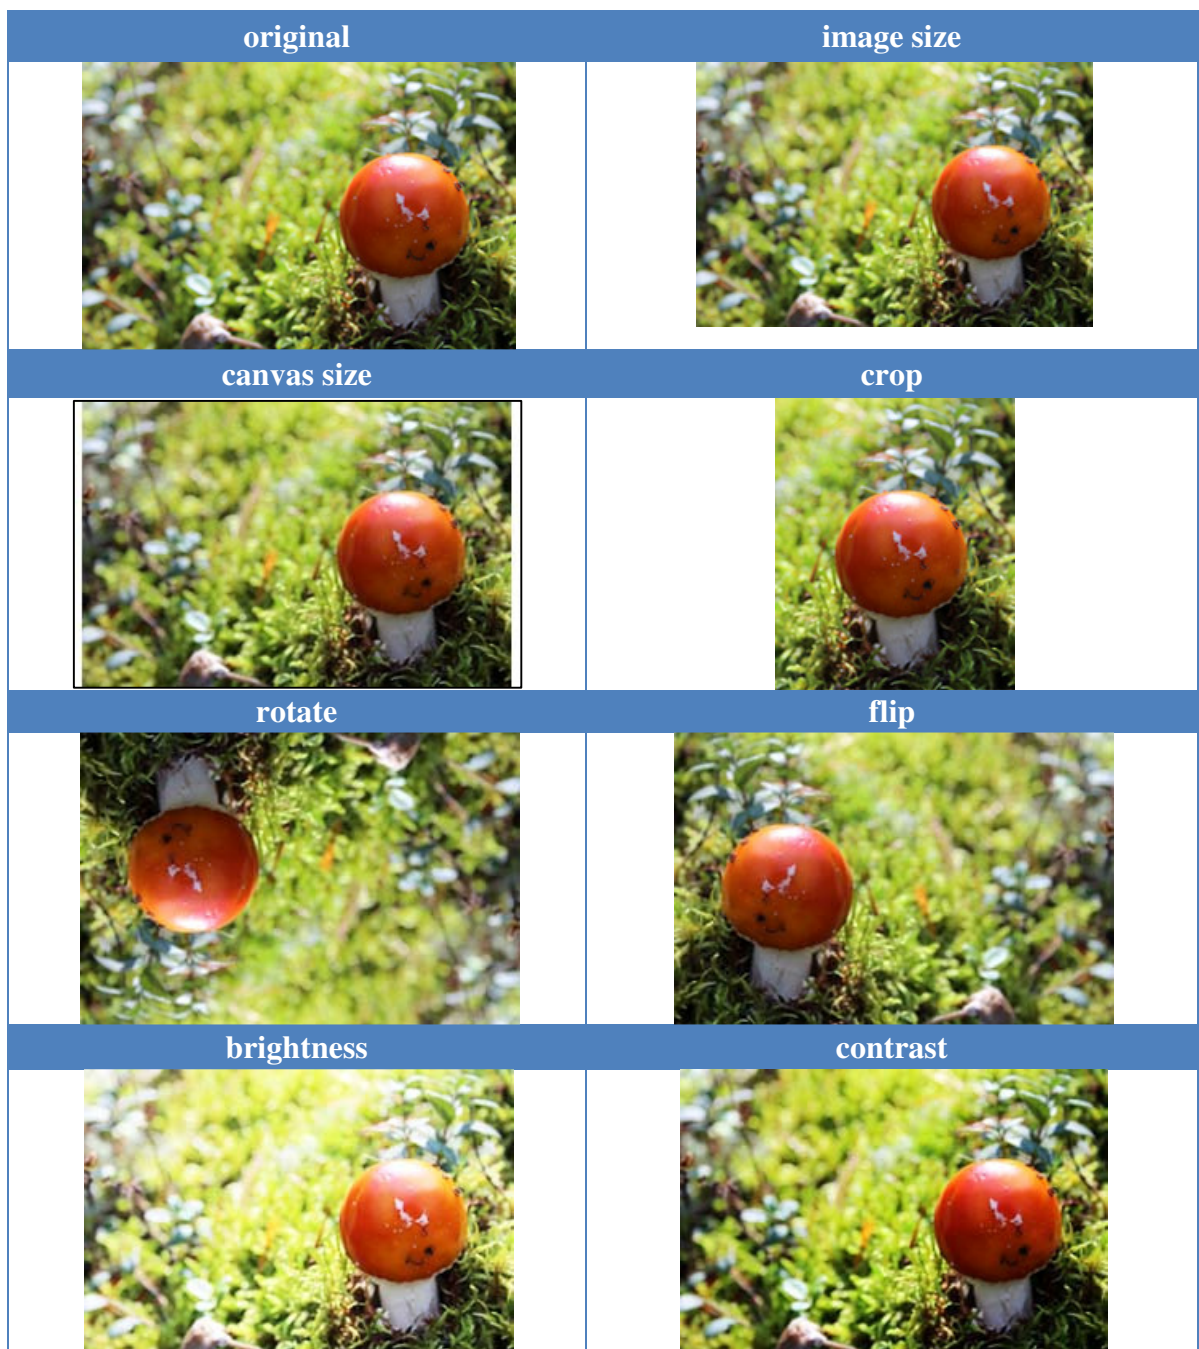 original
image size
canvas size
crop
rotate
flip
brightness
contrast